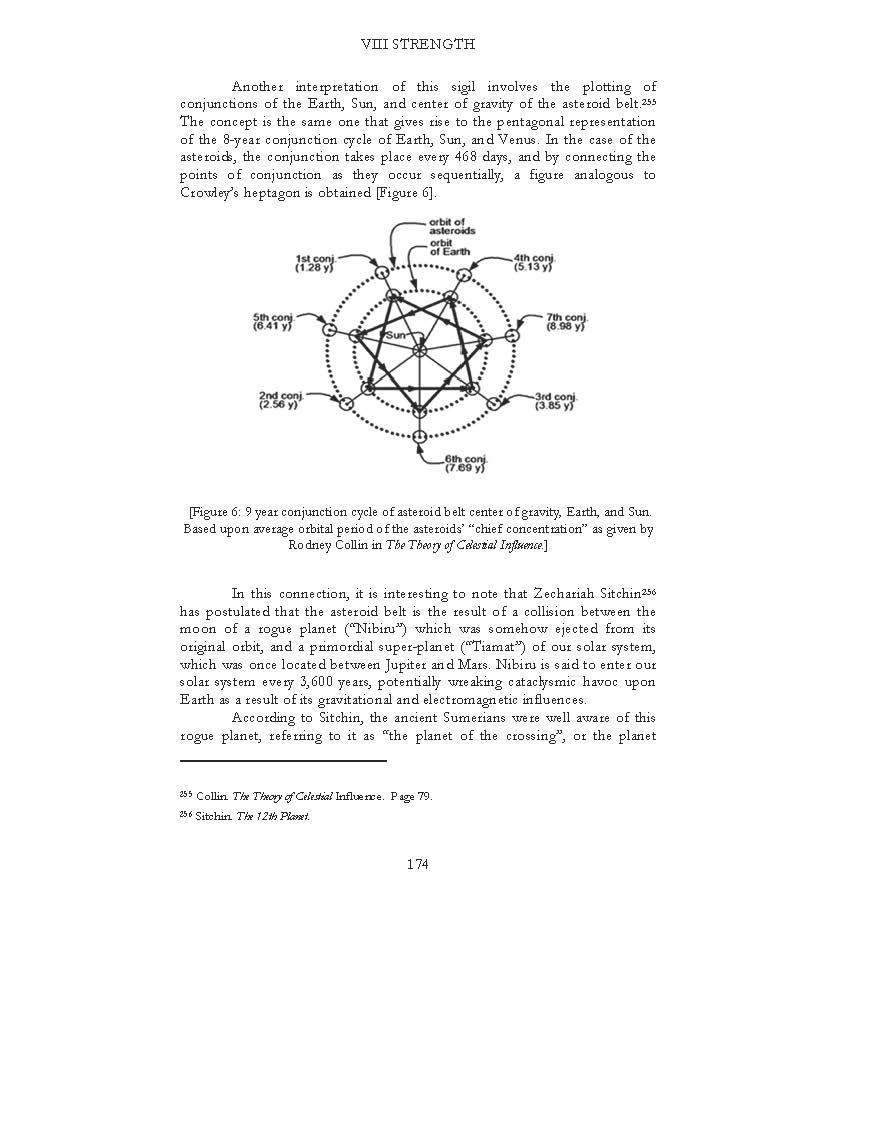 VIII STRENGTH
Another interpretation of this sigil involves the plotting of
conjunctions of the Earth, Sun, and center of gravity of the asteroid belt.255
The concept is the same one that gives rise to the pentagonal representation
of the 8-year conjunction cycle of Earth, Sun, and Venus. In the case of the
asteroids, the conjunction takes place every 468 days, and by connecting the
points of conjunction as they occur sequentially, a figure analogous to
Crowley's heptagon is obtained [Figure 6].
orbit of
asteroids
orbit
of Earth
1st conj.
(1.28 y)
4th conj.
(5.13 y)
5th conj.
(6.41 y)
Sun
7th conj.
(8.98 y)
2nd conj.
(2.56 y)
3rd conj.
(3.85 y)
6th conj.
(7.69 y)
[Figure 6: 9 year conjunction cycle of asteroid belt center of gravity, Earth, and Sun.
Based upon average orbital period of the asteroids' “chief concentration” as given by
Rodney Collin in The Theory of Celestial Influence.]
In this connection, it is interesting to note that Zechariah Sitchin256
has postulated that the asteroid belt is the result of a collision between the
moon of a rogue planet (“Nibiru”) which was somehow ejected from its
original orbit, and a primordial super-planet (“Tiamat”) of our solar system,
which was once located between Jupiter and Mars. Nibiru is said to enter our
solar system every 3,600 years, potentially wreaking cataclysmic havoc upon
Earth as a result of its gravitational and electromagnetic influences.
According to Sitchin, the ancient Sumerians were well aware of this
rogue planet, referring to it as “the planet of the crossing”, or the planet
255 Collin. The Theory of Celestial Influence. Page 79.
256 Sitchin. The 12th Planet.
174